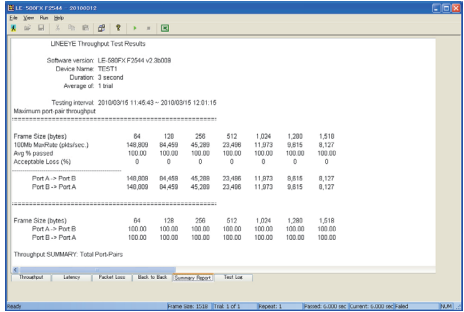 LE-580FX F2544 - 20100312
File View Run Help
LINEEYE Throughput Test Results
Software version: LE-580FX F2544 v2.3b008
Device Name: TEST1
Duration: 3 second
Average of: 1 trial
Testing interval: 2010/03/15 11:45:43 ~ 2010/03/15 12:01:15
Maximum port-pair throughput
Frame Size (bytes) 64 128 256 512 1,024 1,280 1,518
100Mb MaxRate (pkts/sec.) 148,809 84,459 45,289 23,496 11,973 9,615 8,127
Avg % passed 100.00 100.00 100.00 100.00 100.00 100.00 100.00
Acceptable Loss (%) 0 0 0 0 0 0 0
Port A -> Port B 148,809 84,459 45,288 23,496 11,973 9,615 8,127
Port B -> Port A 148,809 84,459 45,289 23,496 11,973 9,615 8,127
Frame Size (bytes) 64 128 256 512 1,024 1,280 1,518
Port A -> Port B 100.00 100.00 100.00 100.00 100.00 100.00 100.00
Port B -> Port A 100.00 100.00 100.00 100.00 100.00 100.00 100.00
Throughput SUMMARY: Total Port-Pairs
Throughput Latency Packet Loss Back to Back Summary Report Test Log
Ready Frame Size: 1518 Trial: 1 of 1 Repeat: 1 Passed: 6.000 sec Current: 6.000 sec Failed NUM